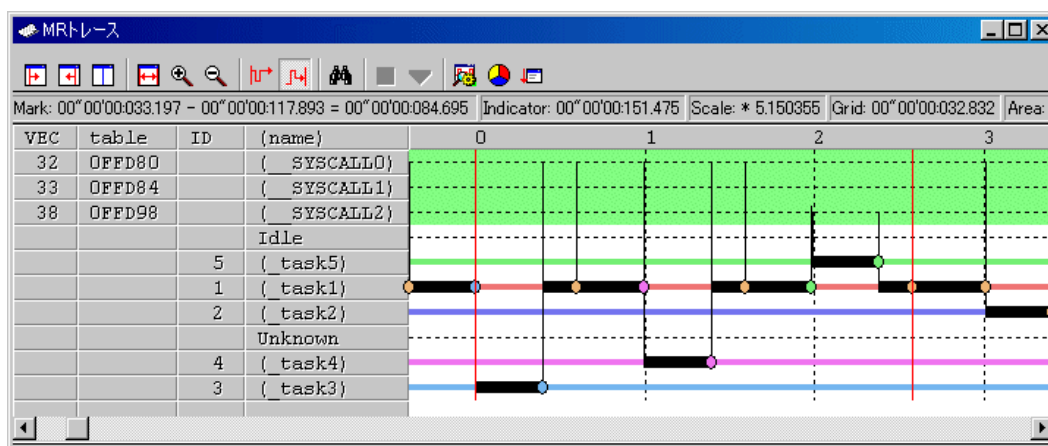 MRトレース
Mark: 00"00'00:033.197 - 00"00'00:117.893 = 00"00'00:084.695 Indicator: 00"00'00:151.475 Scale: * 5.150355 Grid: 00"00'00:032.832 Area:
VEC table ID (name) 0 1 2 3
32 0FFD80 (__SYSCALL0)
33 0FFD84 (__SYSCALL1)
38 0FFD98 (__SYSCALL2)
Idle
5 (_task5)
1 (_task1)
2 (_task2)
Unknown
4 (_task4)
3 (_task3)